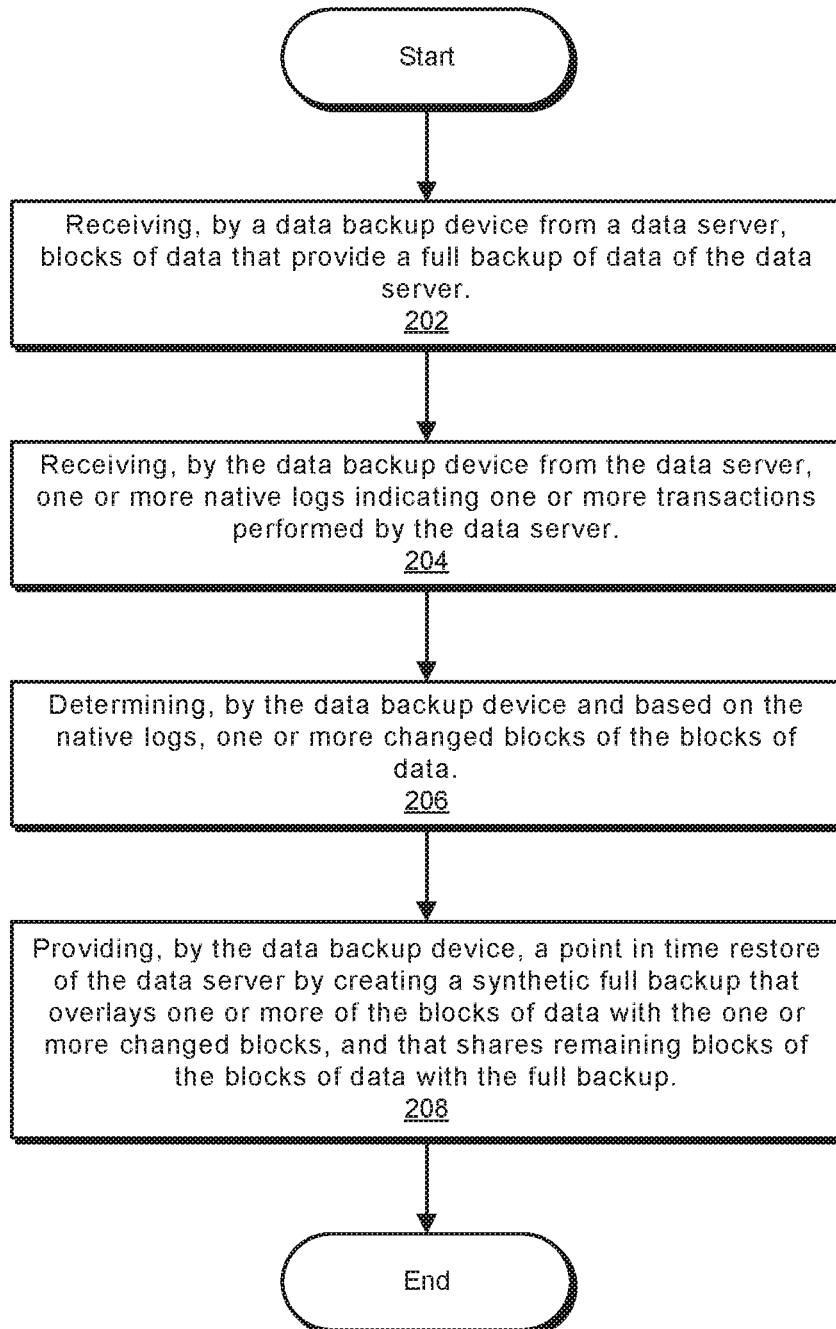 Start
Receiving, by a data backup device from a data server,
blocks of data that provide a full backup of data of the data
server.
202
Receiving, by the data backup device from the data server,
one or more native logs indicating one or more transactions
performed by the data server.
204
Determining, by the data backup device and based on the
native logs, one or more changed blocks of the blocks of
data.
206
Providing, by the data backup device, a point in time restore
of the data server by creating a synthetic full backup that
overlays one or more of the blocks of data with the one or
more changed blocks, and that shares remaining blocks of
the blocks of data with the full backup.
208
End